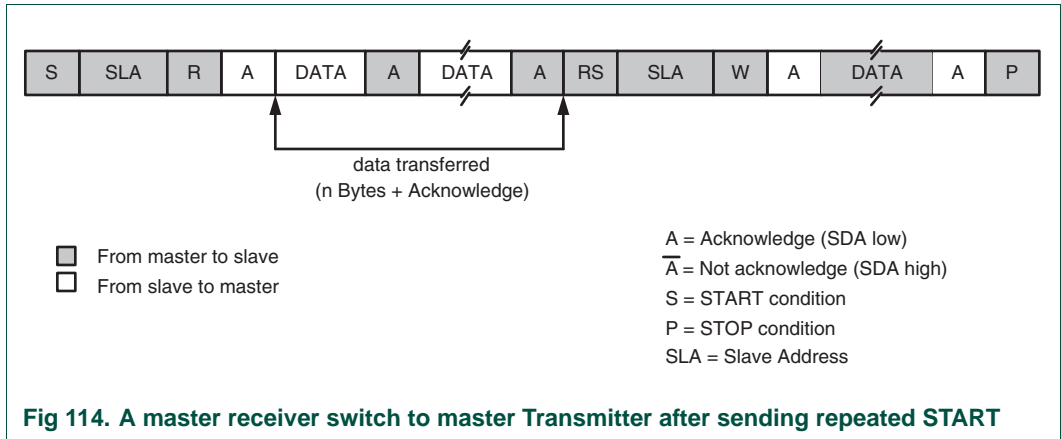 S SLA R A DATA A DATA A RS SLA W A DATA A P
data transferred
(n Bytes + Acknowledge)
From master to slave
From slave to master
A = Acknowledge (SDA low)
A̅ = Not acknowledge (SDA high)
S = START condition
P = STOP condition
SLA = Slave Address
Fig 114. A master receiver switch to master Transmitter after sending repeated START